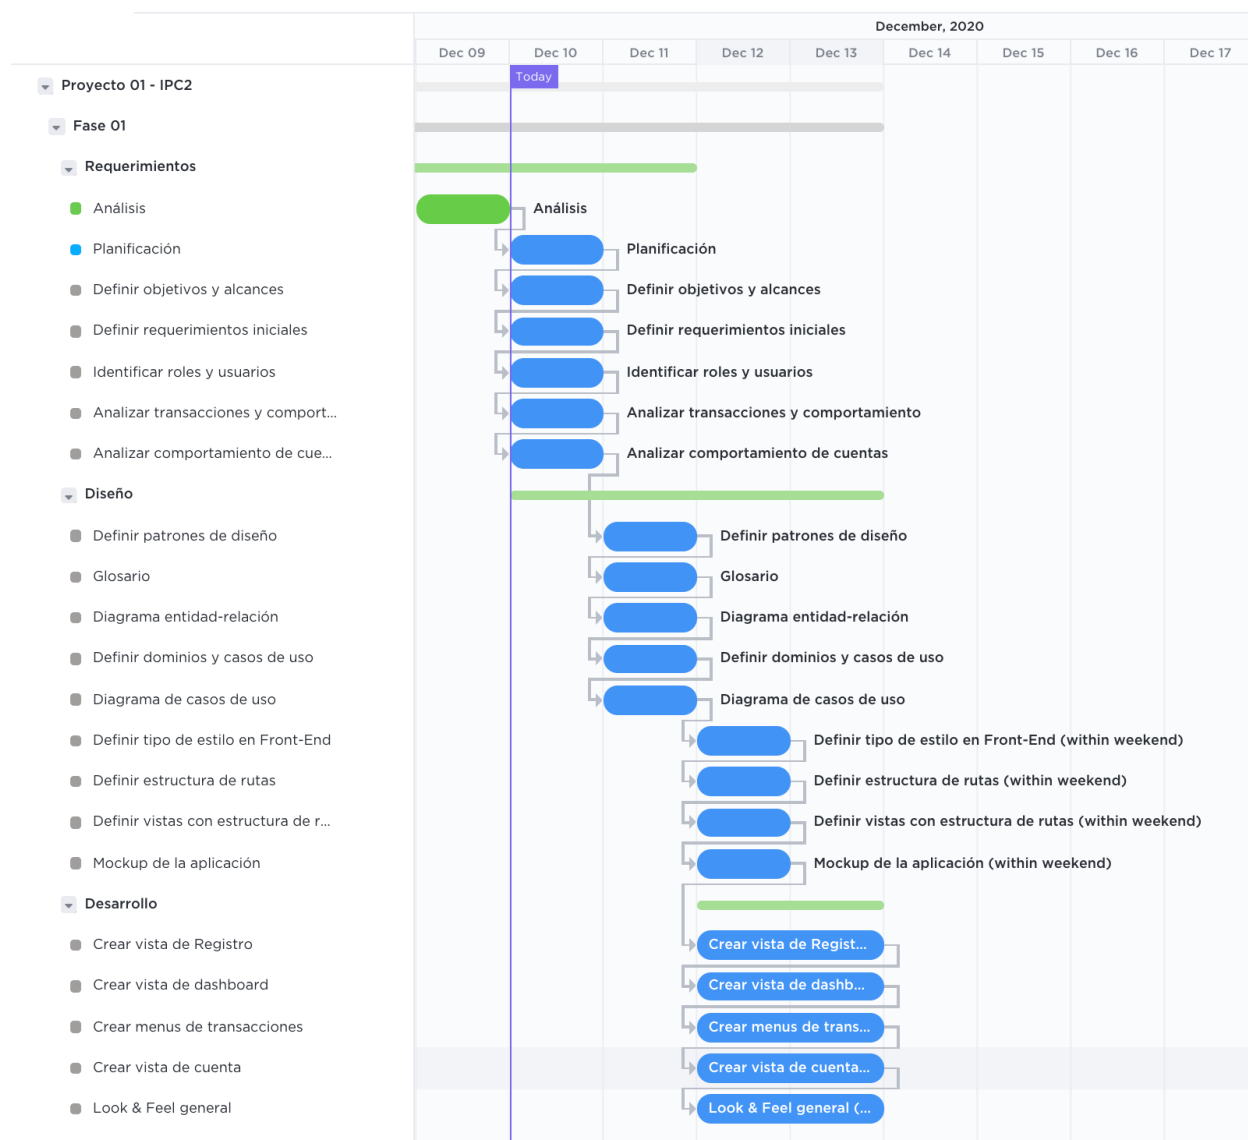 December, 2020
Dec 09 Dec 10 Dec 11 Dec 12 Dec 13 Dec 14 Dec 15 Dec 16 Dec 17
Today
Proyecto 01 - IPC2
Fase 01
Requerimientos
Análisis Análisis
Planificación Planificación
Definir objetivos y alcances Definir objetivos y alcances
Definir requerimientos iniciales Definir requerimientos iniciales
Identificar roles y usuarios Identificar roles y usuarios
Analizar transacciones y comport... Analizar transacciones y comportamiento
Analizar comportamiento de cue... Analizar comportamiento de cuentas
Diseño
Definir patrones de diseño Definir patrones de diseño
Glosario Glosario
Diagrama entidad-relación Diagrama entidad-relación
Definir dominios y casos de uso Definir dominios y casos de uso
Diagrama de casos de uso Diagrama de casos de uso
Definir tipo de estilo en Front-End Definir tipo de estilo en Front-End (within weekend)
Definir estructura de rutas Definir estructura de rutas (within weekend)
Definir vistas con estructura de r... Definir vistas con estructura de rutas (within weekend)
Mockup de la aplicación Mockup de la aplicación (within weekend)
Desarrollo
Crear vista de Registro Crear vista de Regist...
Crear vista de dashboard Crear vista de dashb...
Crear menus de transacciones Crear menus de trans...
Crear vista de cuenta Crear vista de cuenta...
Look & Feel general Look & Feel general (...